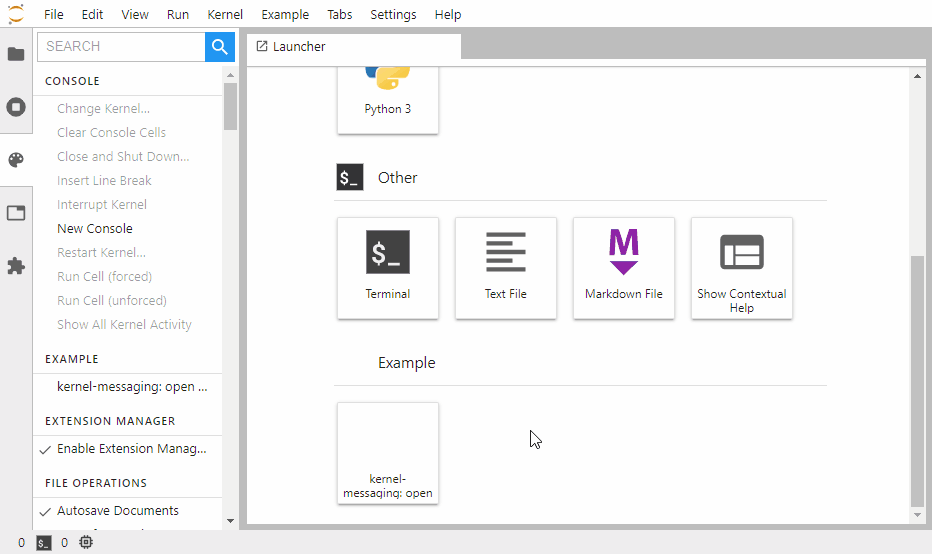 File Edit View Run Kernel Example Tabs Settings Help
SEARCH
CONSOLE
Change Kernel...
Clear Console Cells
Close and Shut Down...
Insert Line Break
Interrupt Kernel
New Console
Restart Kernel...
Run Cell (forced)
Run Cell (unforced)
Show All Kernel Activity
EXAMPLE
kernel-messaging: open ...
EXTENSION MANAGER
Enable Extension Manag...
FILE OPERATIONS
Autosave Documents
Launcher
Python 3
$_ Other
$_
Terminal
Text File
M
Markdown File
Show Contextual
Help
Example
kernel-
messaging: open
0 $_ 0